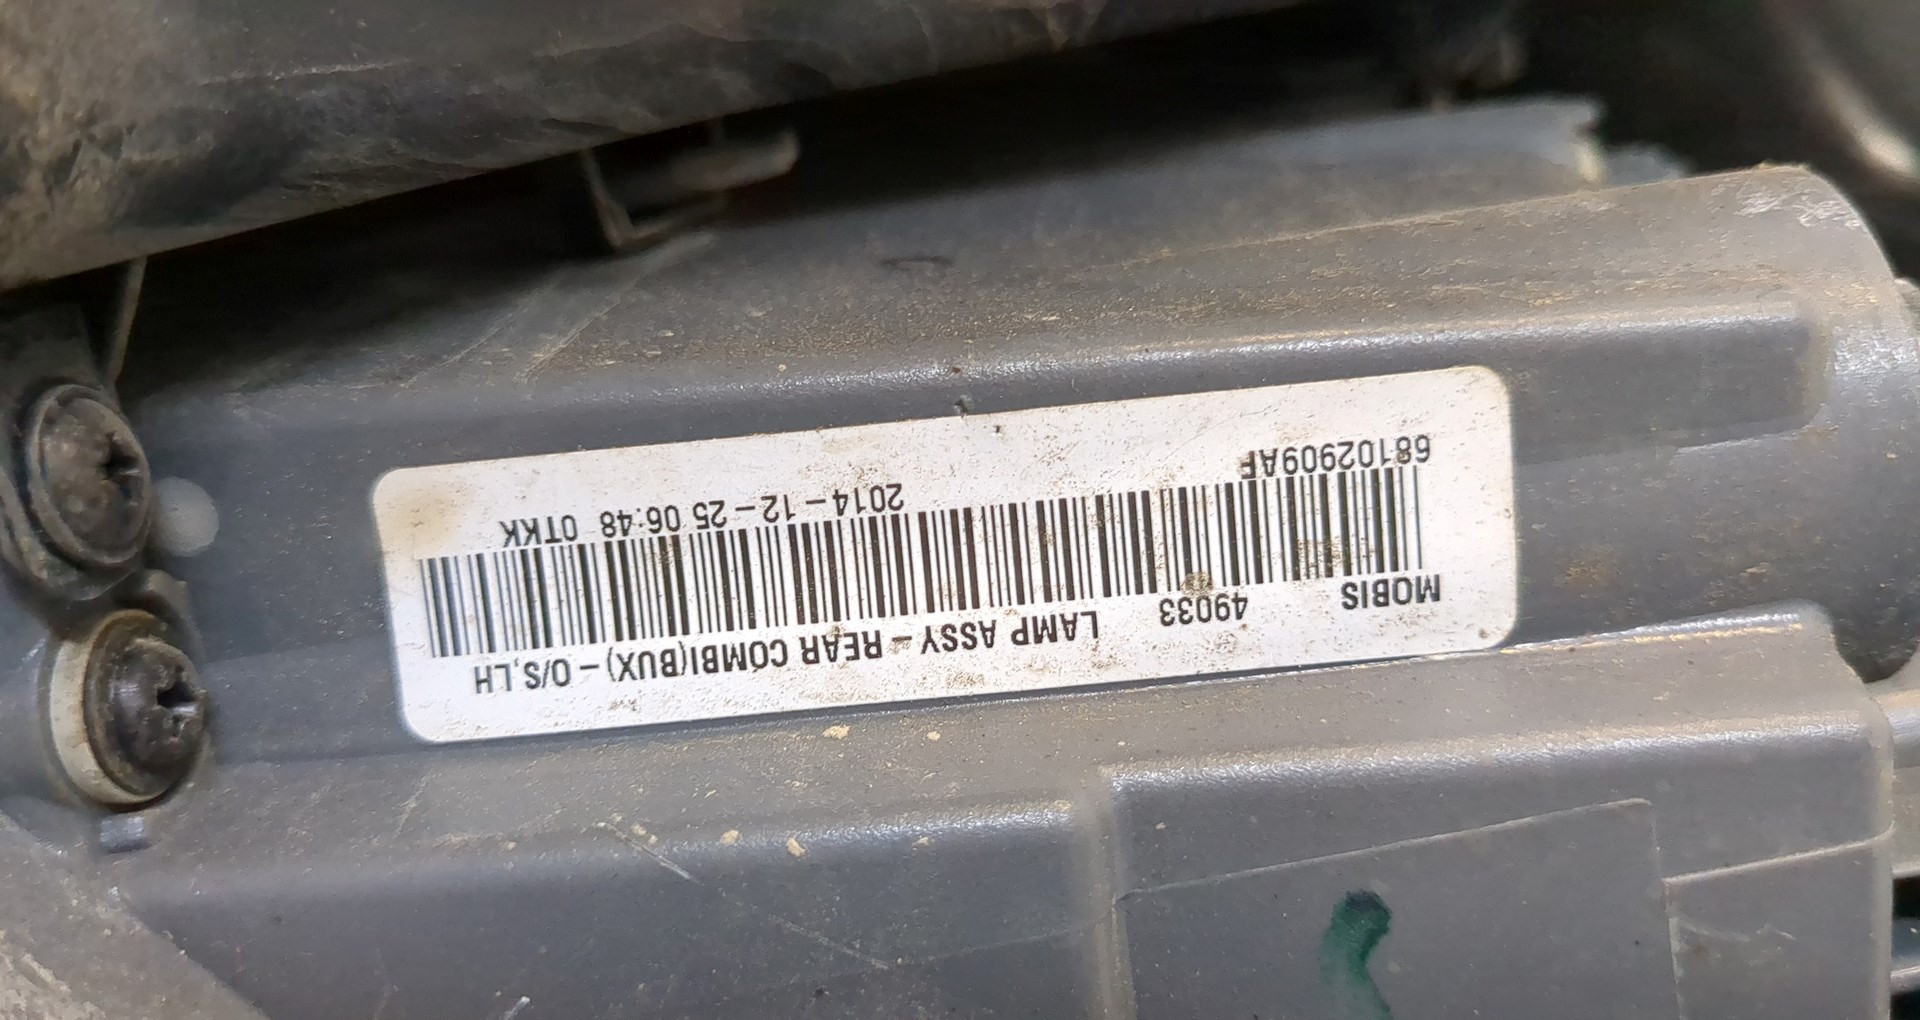 MOBIS 49033 LAMP ASSY - REAR COMBI(BUX) - O/S,LH
68102909AF 2014-12-25 06:48 0TKK